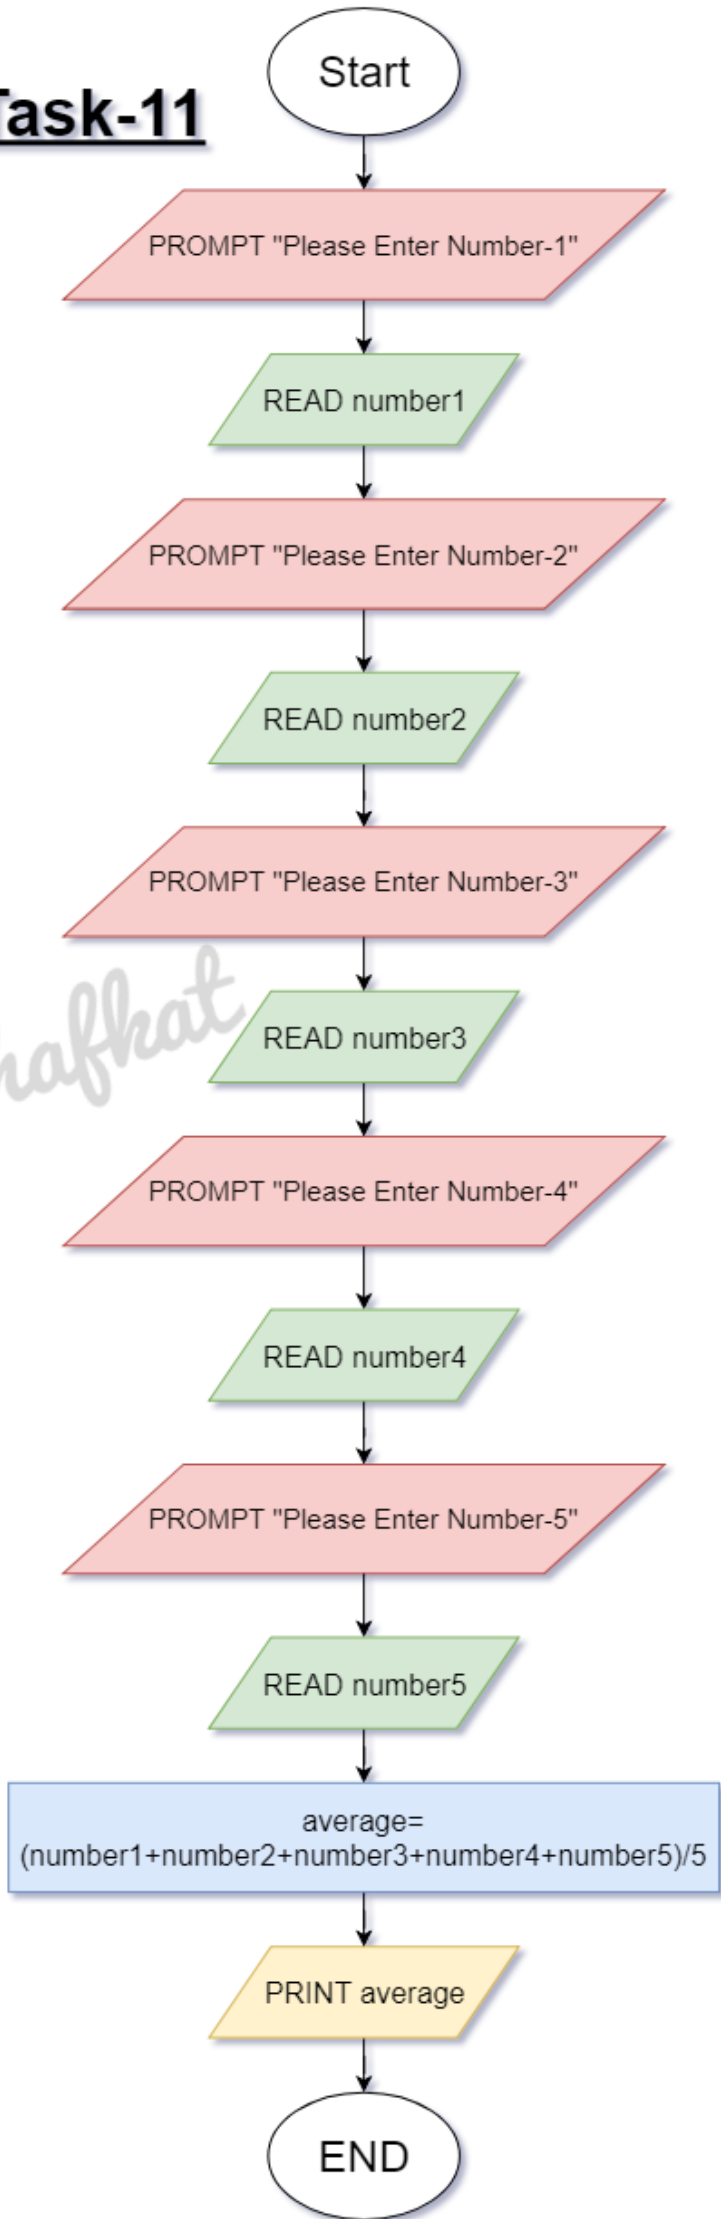 Start
Task-11
PROMPT "Please Enter Number-1"
READ number1
PROMPT "Please Enter Number-2"
READ number2
PROMPT "Please Enter Number-3"
READ number3
PROMPT "Please Enter Number-4"
READ number4
PROMPT "Please Enter Number-5"
READ number5
average=
(number1+number2+number3+number4+number5)/5
PRINT average
END